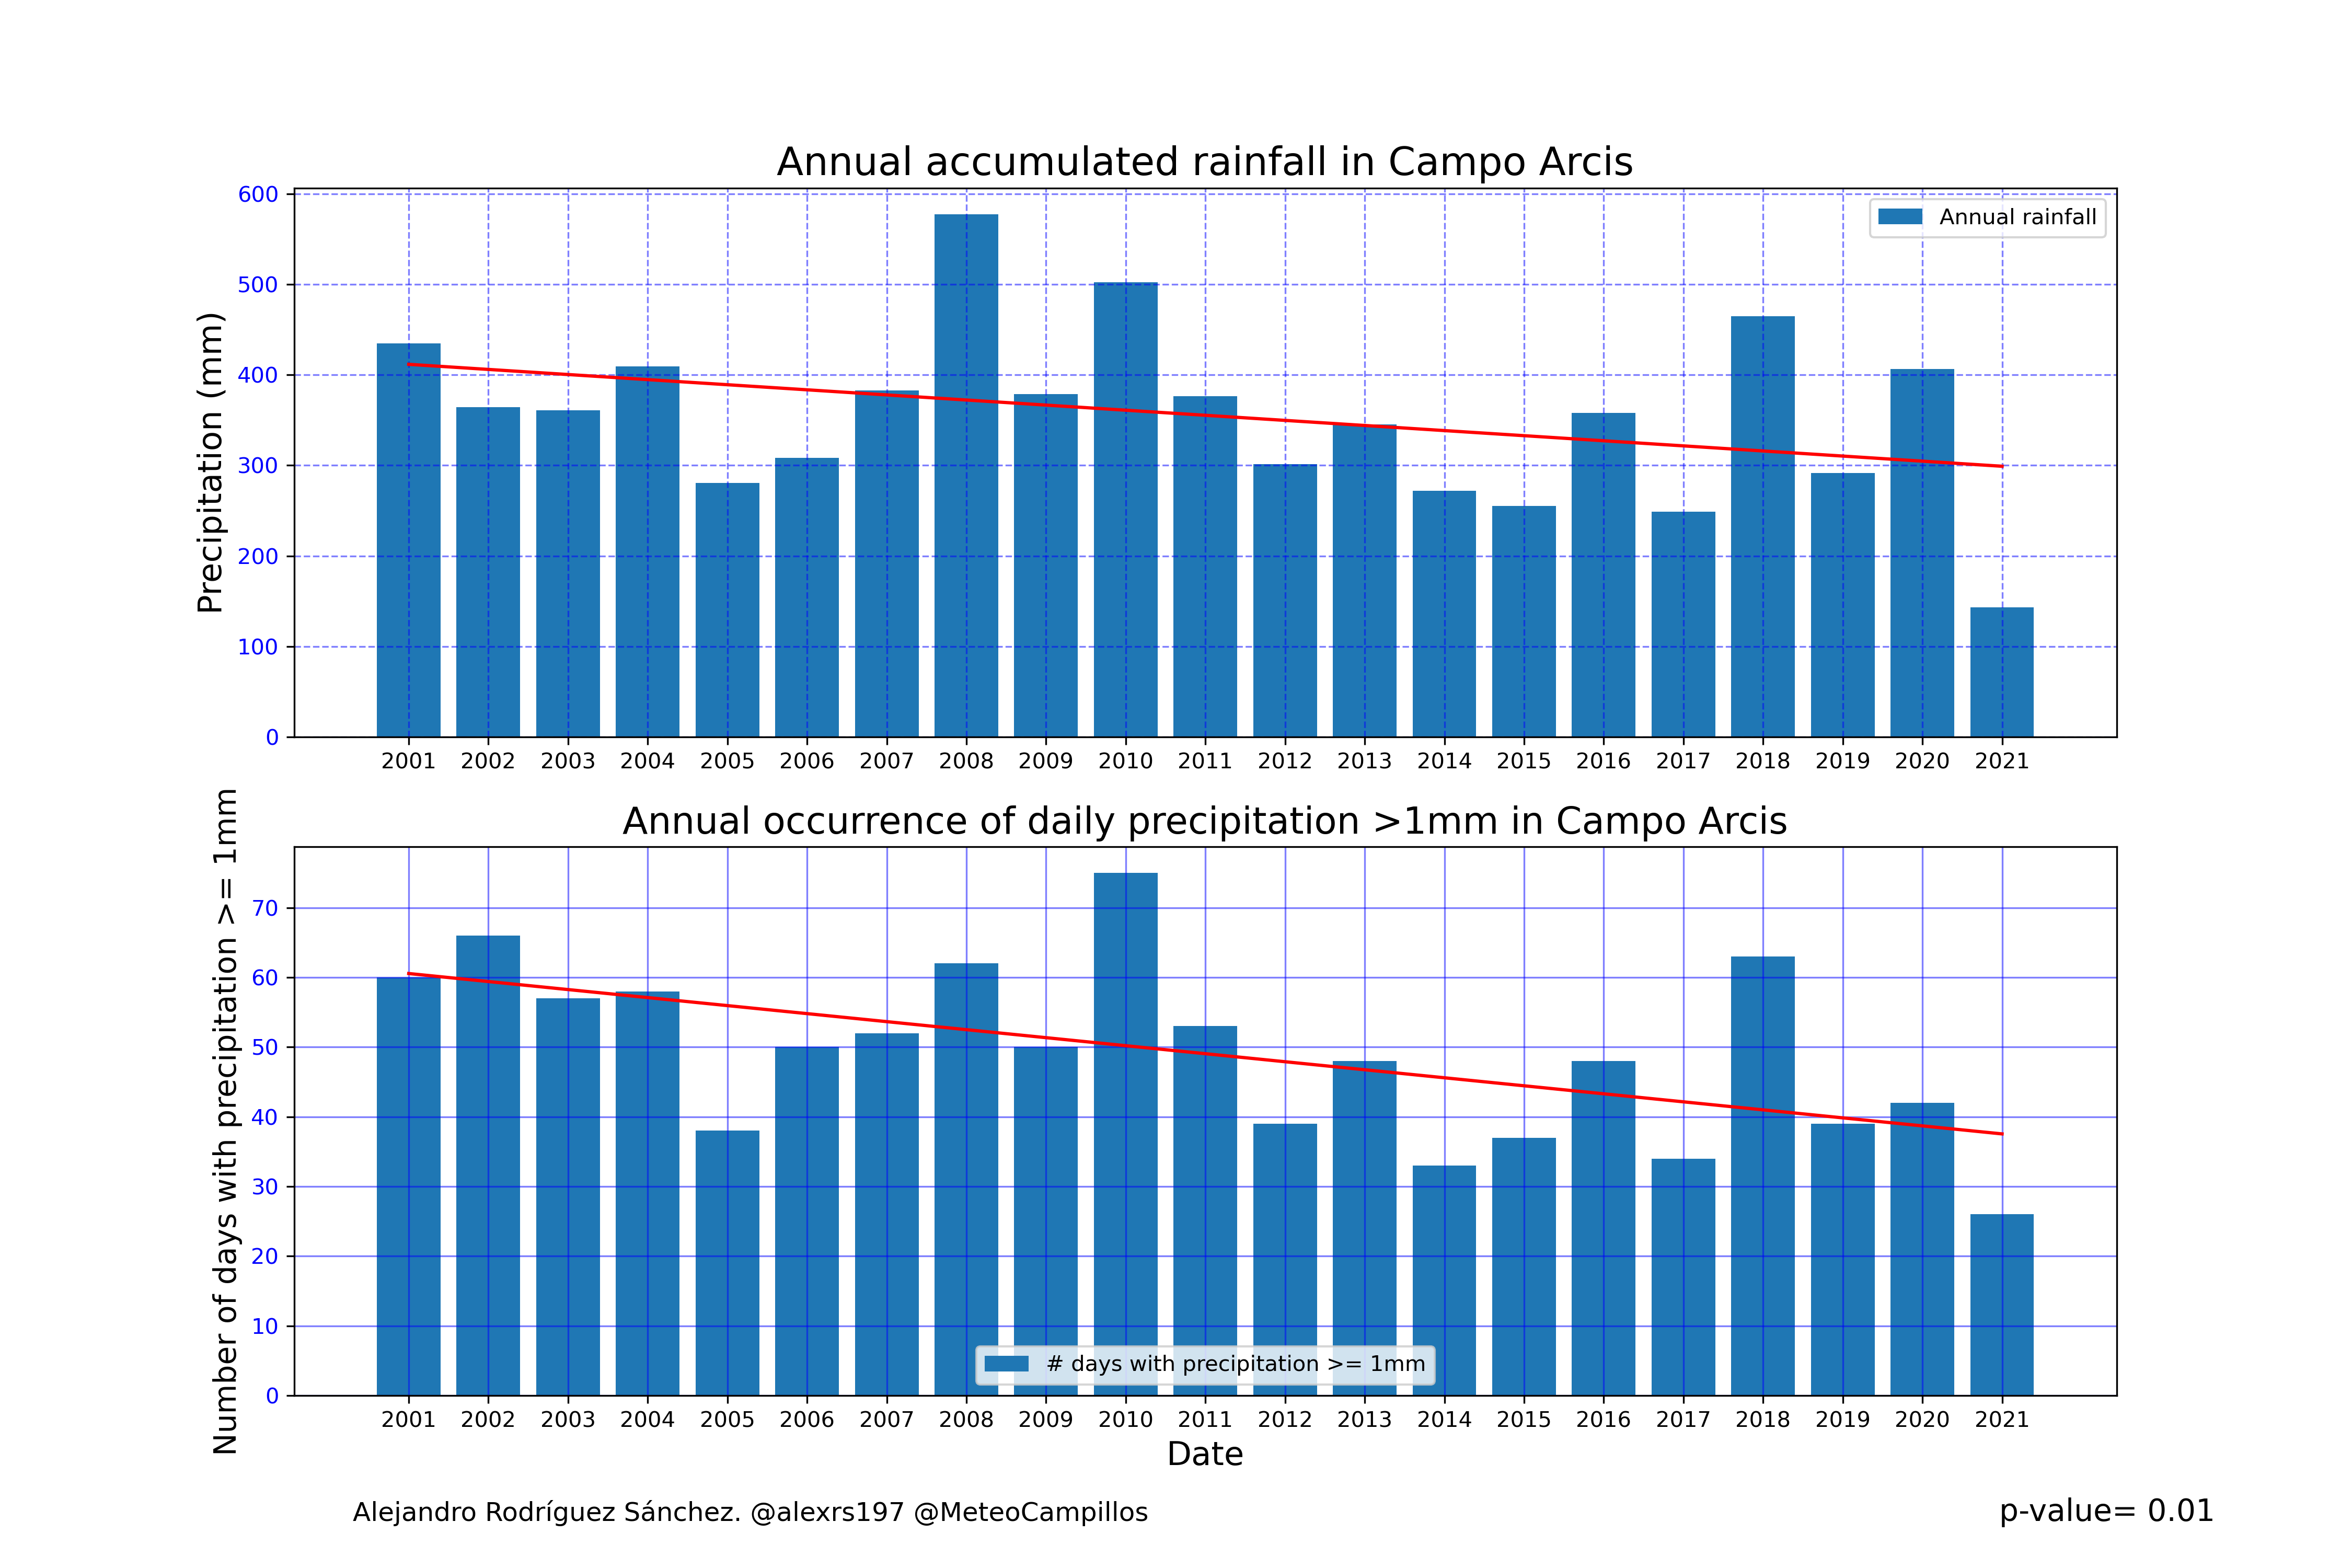 Annual accumulated rainfall in Campo Arcis
Precipitation (mm)
600
500
400
300
200
100
0
Annual rainfall
2001 2002 2003 2004 2005 2006 2007 2008 2009 2010 2011 2012 2013 2014 2015 2016 2017 2018 2019 2020 2021
Annual occurrence of daily precipitation >1mm in Campo Arcis
Number of days with precipitation >= 1mm
70
60
50
40
30
20
10
0
# days with precipitation >= 1mm
2001 2002 2003 2004 2005 2006 2007 2008 2009 2010 2011 2012 2013 2014 2015 2016 2017 2018 2019 2020 2021
Date
Alejandro Rodríguez Sánchez. @alexrs197 @MeteoCampillos
p-value= 0.01